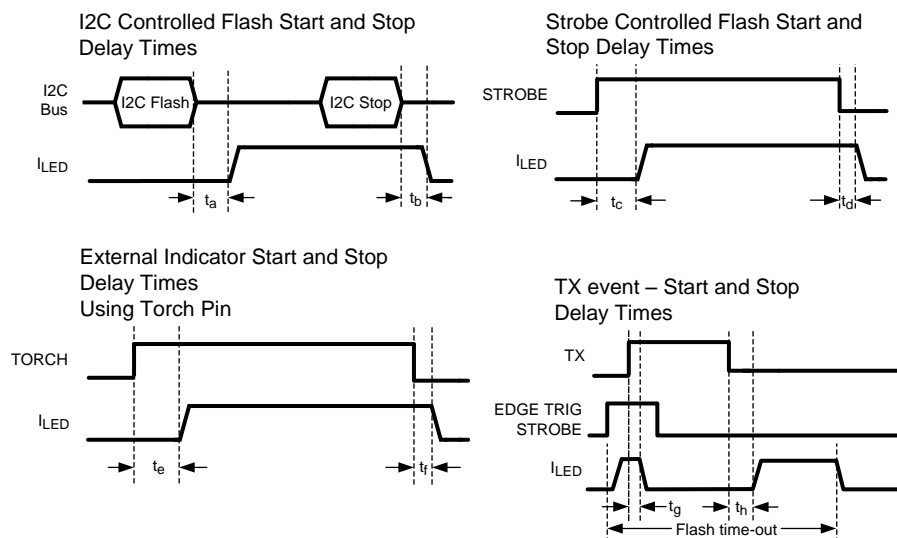 I2C Controlled Flash Start and Stop
Delay Times
I2C
Bus
I2C Flash
I2C Stop
ILED
ta
tb
Strobe Controlled Flash Start and
Stop Delay Times
STROBE
ILED
tc
td
External Indicator Start and Stop
Delay Times
Using Torch Pin
TORCH
ILED
te
tf
TX event – Start and Stop
Delay Times
TX
EDGE TRIG
STROBE
ILED
tg
th
Flash time-out